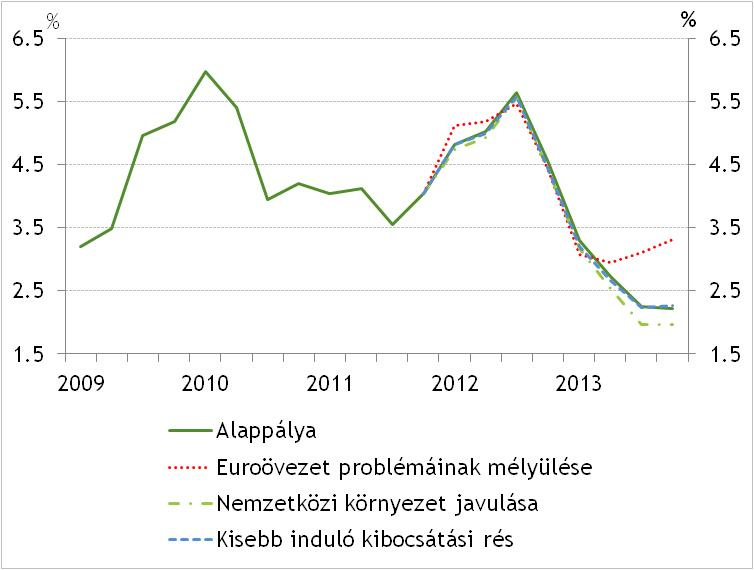 % %
6.5 6.5
5.5 5.5
4.5 4.5
3.5 3.5
2.5 2.5
1.5 1.5
2009 2010 2011 2012 2013
Alappálya
Euroövezet problémáinak mélyülése
Nemzetközi környezet javulása
Kisebb induló kibocsátási rés